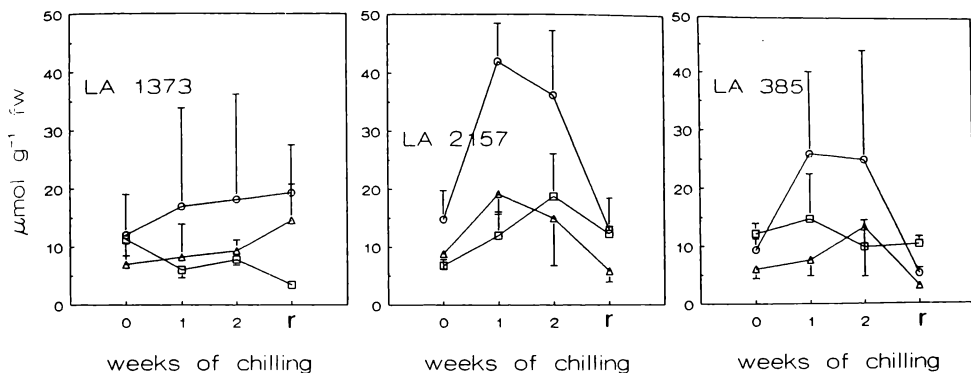 50 50 50
40 40 40
30 30 30
20 20 20
10 10 10
0 0 0
μmol g⁻¹ fw
LA 1373
LA 2157
LA 385
0 1 2 r 0 1 2 r 0 1 2 r
weeks of chilling weeks of chilling weeks of chilling